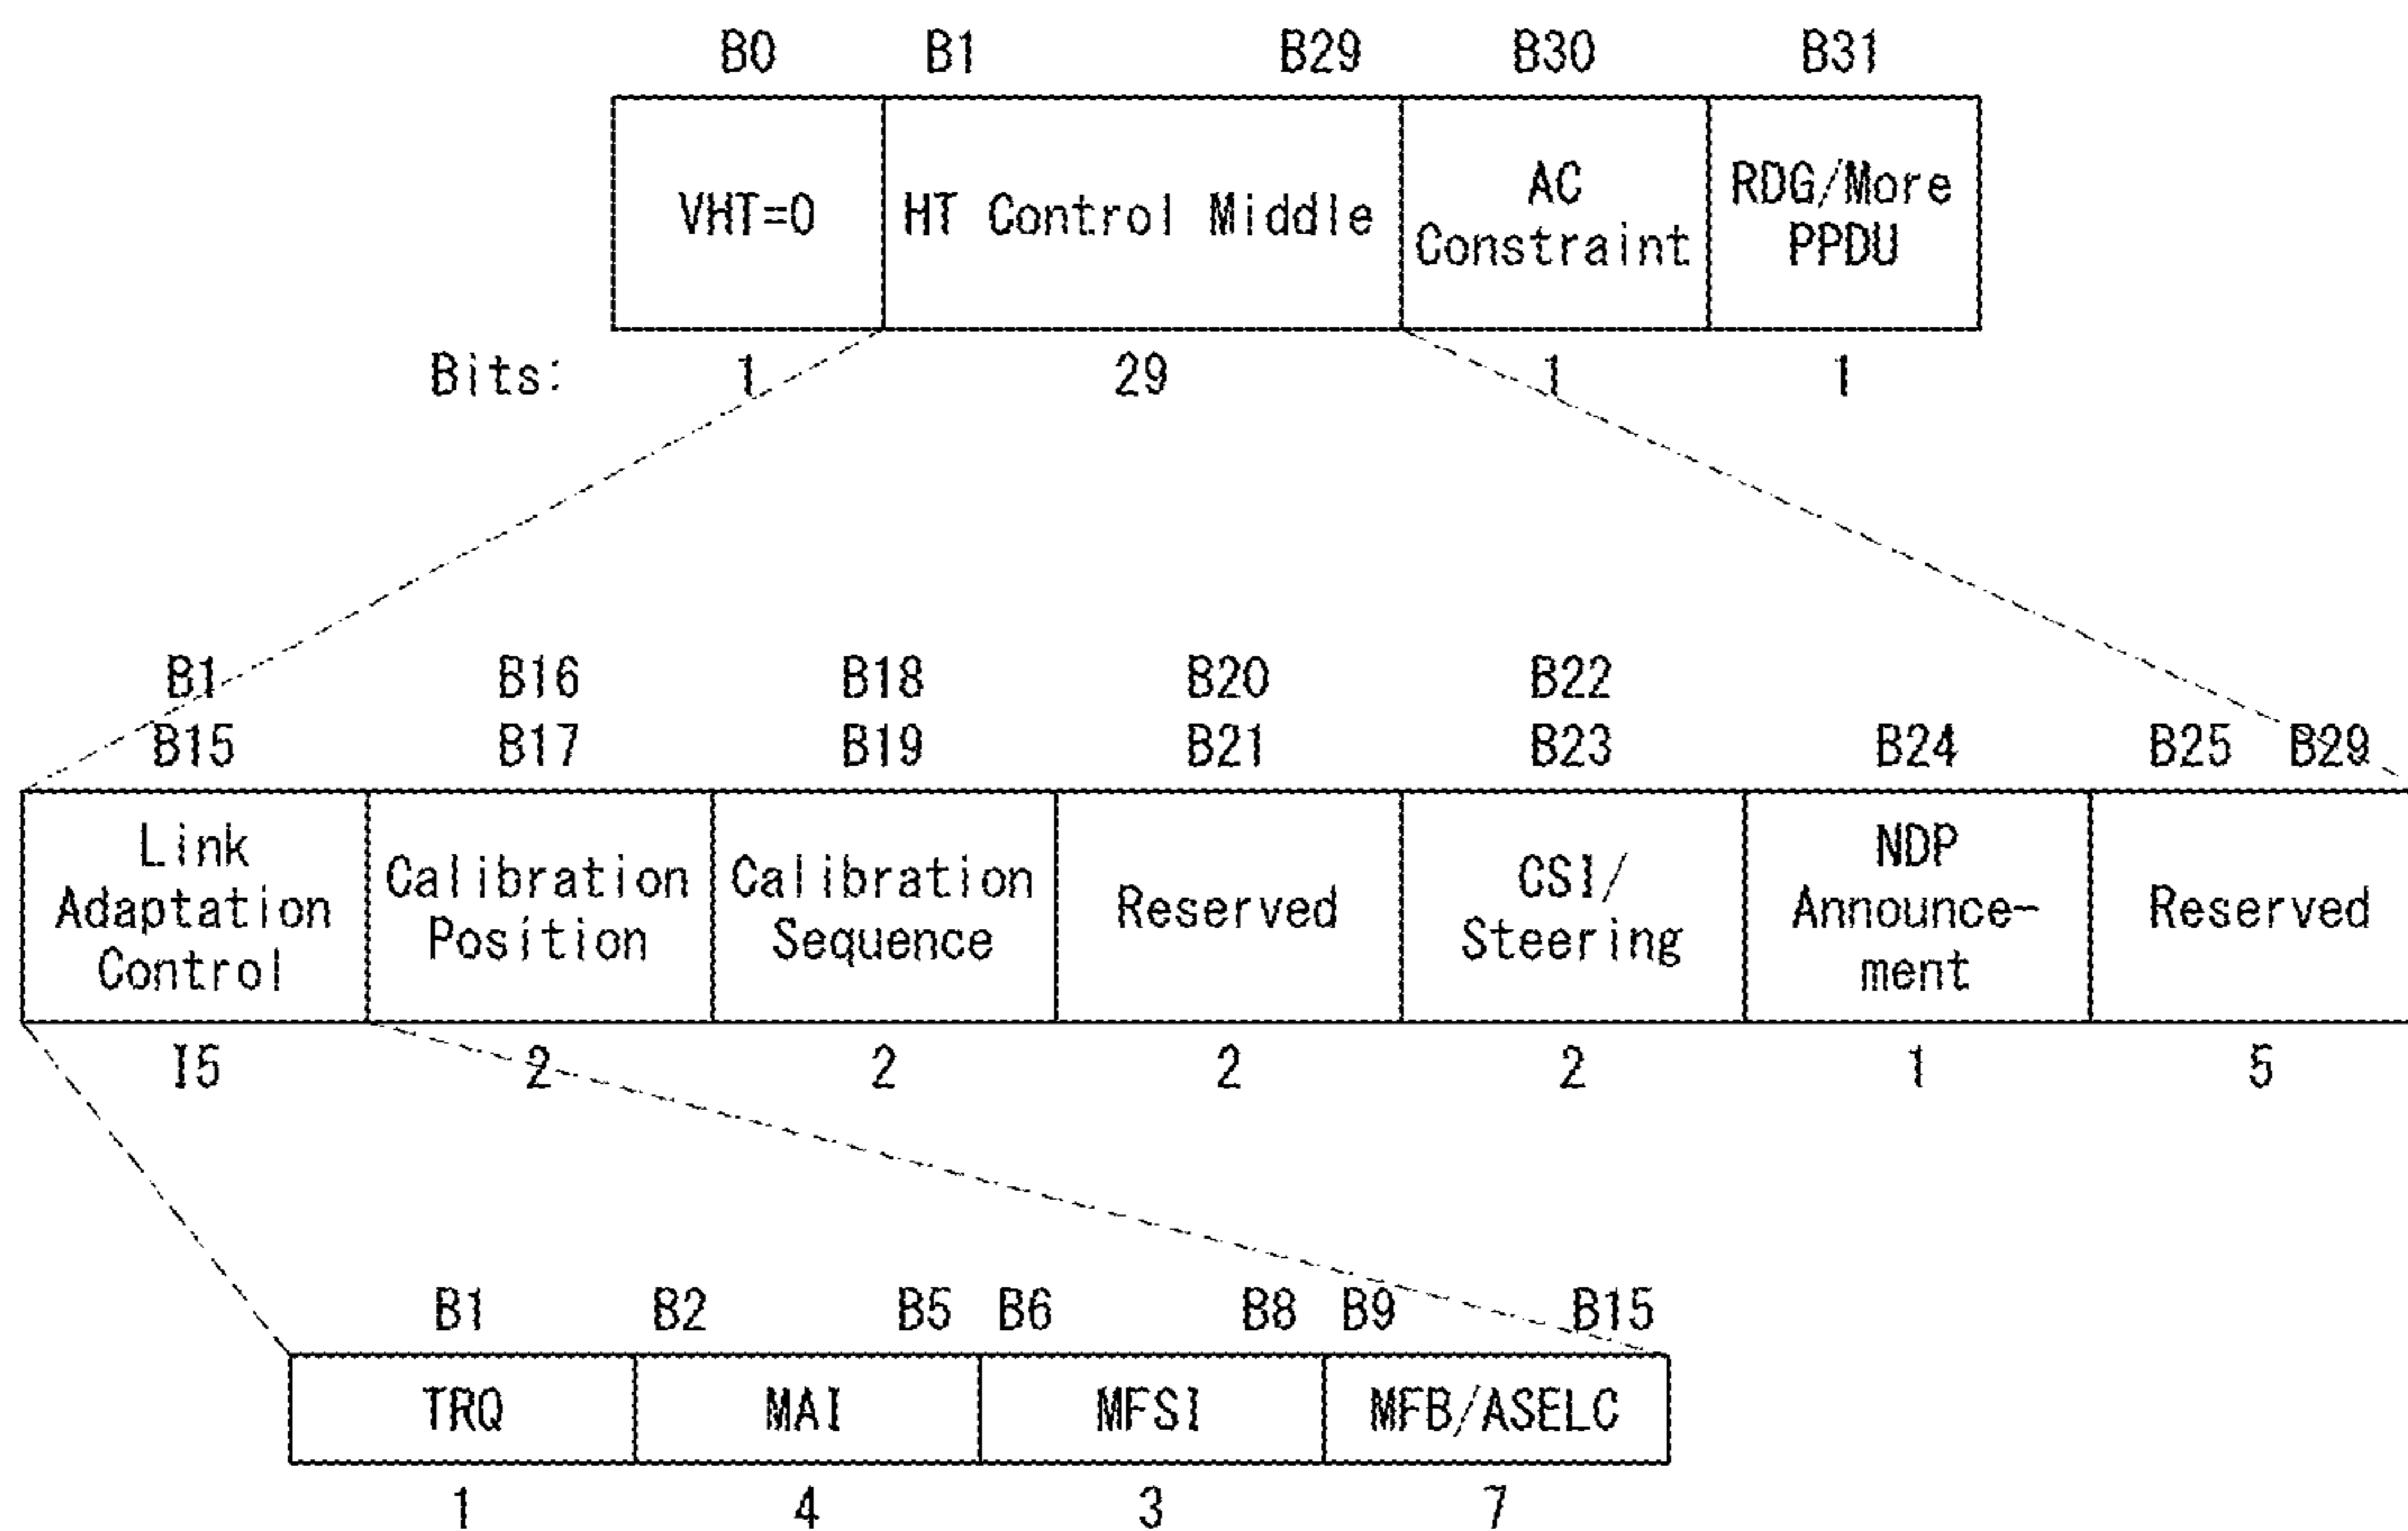 B0 B1 B29 B30 B31
VHT=0 HT Control Middle AC Constraint RDG/More PPDU
Bits: 1 29 1 1
B1 B16 B18 B20 B22
B15 B17 B19 B21 B23 B24 B25 B29
Link Adaptation Control Calibration Position Calibration Sequence Reserved CSI/ Steering NDP Announce- ment Reserved
I5 2 2 2 2 1 5
B1 B2 B5 B6 B8 B9 B15
TRQ MAI MFSI MFB/ASELC
1 4 3 7